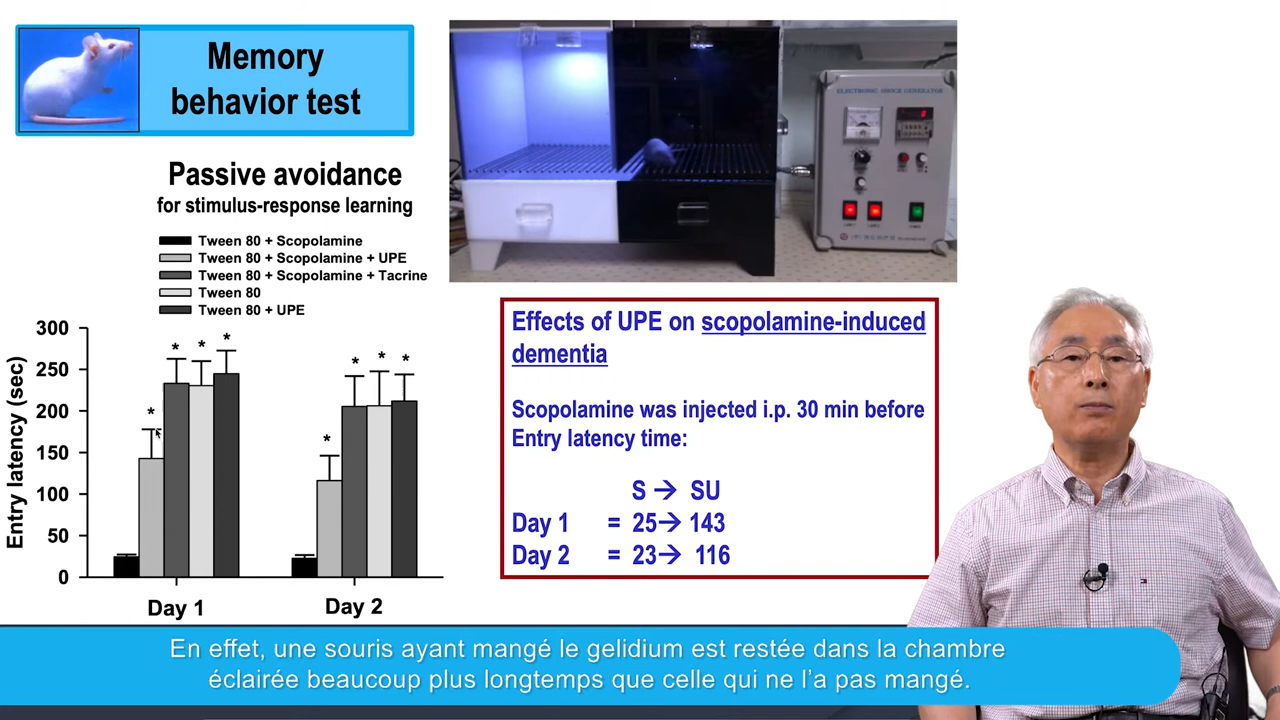 Memory
behavior test
Passive avoidance
for stimulus-response learning
Tween 80 + Scopolamine
Tween 80 + Scopolamine + UPE
Tween 80 + Scopolamine + Tacrine
Tween 80
Tween 80 + UPE
Entry latency (sec)
300
250
200
150
100
50
0
* * * * * * * *
Day 1
Day 2
ELECTRONIC SHOCK GENERATOR
Effects of UPE on scopolamine-induced
dementia
Scopolamine was injected i.p. 30 min before
Entry latency time:
S → SU
Day 1 = 25→ 143
Day 2 = 23→ 116
En effet, une souris ayant mangé le gelidium est restée dans la chambre
éclairée beaucoup plus longtemps que celle qui ne l’a pas mangé.